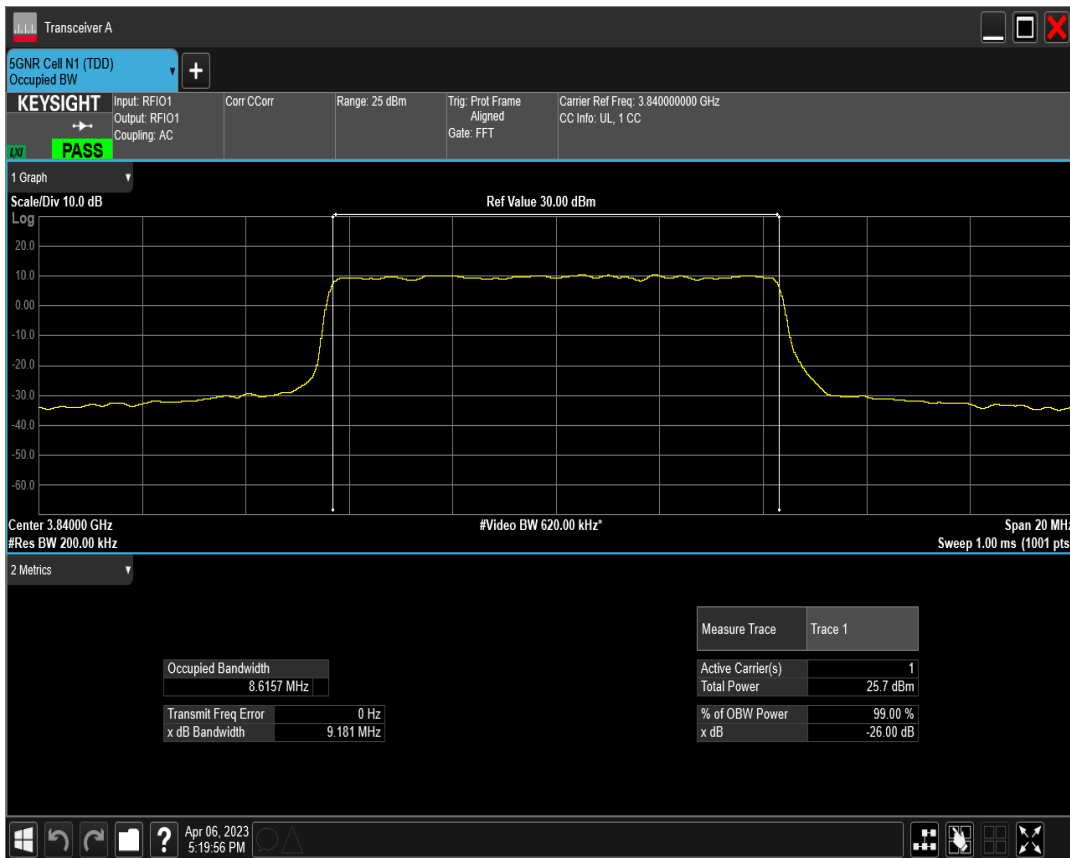 Transceiver A
5GNR Cell N1 (TDD)
Occupied BW
+
KEYSIGHT
LXI
PASS
Input: RFIO1
Output: RFIO1
Coupling: AC
Corr CCorr
Range: 25 dBm
Trig: Prot Frame
Aligned
Gate: FFT
Carrier Ref Freq: 3.840000000 GHz
CC Info: UL, 1 CC
1 Graph
Scale/Div 10.0 dB
Ref Value 30.00 dBm
Log
20.0
10.0
0.00
-10.0
-20.0
-30.0
-40.0
-50.0
-60.0
Center 3.84000 GHz
#Video BW 620.00 kHz*
Span 20 MHz
#Res BW 200.00 kHz
Sweep 1.00 ms (1001 pts
2 Metrics
Measure Trace Trace 1
Occupied Bandwidth
8.6157 MHz
Active Carrier(s) 1
Total Power 25.7 dBm
Transmit Freq Error 0 Hz
x dB Bandwidth 9.181 MHz
% of OBW Power 99.00 %
x dB -26.00 dB
?
Apr 06, 2023
5:19:56 PM